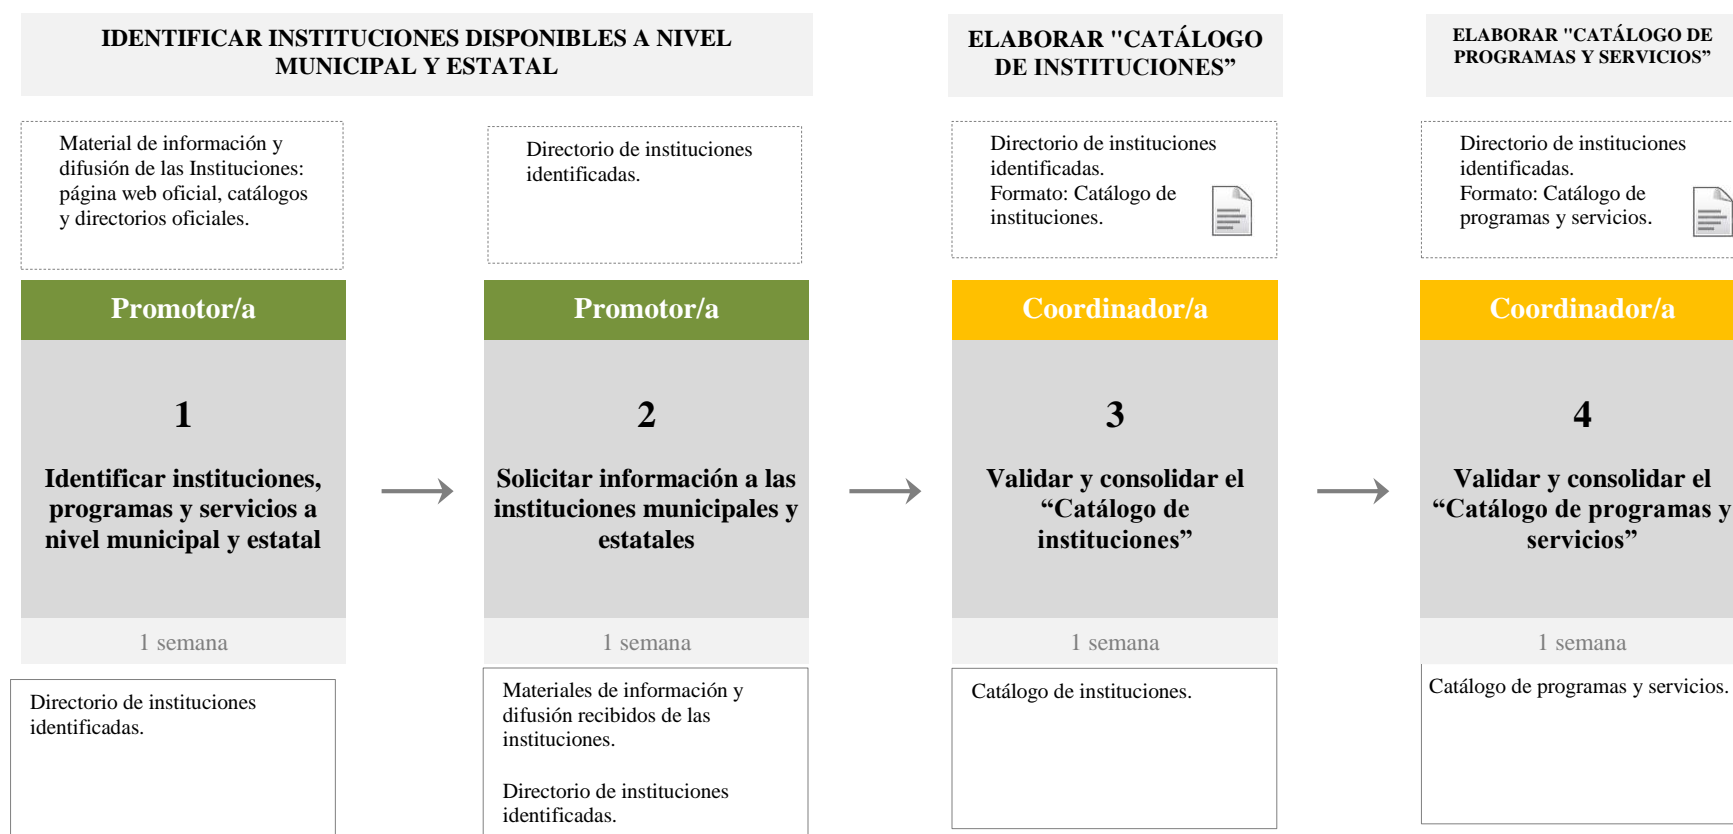 IDENTIFICAR INSTITUCIONES DISPONIBLES A NIVEL
MUNICIPAL Y ESTATAL
ELABORAR "CATÁLOGO
DE INSTITUCIONES”
ELABORAR "CATÁLOGO DE
PROGRAMAS Y SERVICIOS”
Material de información y
difusión de las Instituciones:
página web oficial, catálogos
y directorios oficiales.
Directorio de instituciones
identificadas.
Directorio de instituciones
identificadas.
Formato: Catálogo de
instituciones.
Directorio de instituciones
identificadas.
Formato: Catálogo de
programas y servicios.
Promotor/a
Promotor/a
Coordinador/a
Coordinador/a
1
Identificar instituciones,
programas y servicios a
nivel municipal y estatal
2
Solicitar información a las
instituciones municipales y
estatales
3
Validar y consolidar el
“Catálogo de
instituciones”
4
Validar y consolidar el
“Catálogo de programas y
servicios”
1 semana
1 semana
1 semana
1 semana
Directorio de instituciones
identificadas.
Materiales de información y
difusión recibidos de las
instituciones.
Directorio de instituciones
identificadas.
Catálogo de instituciones.
Catálogo de programas y servicios.